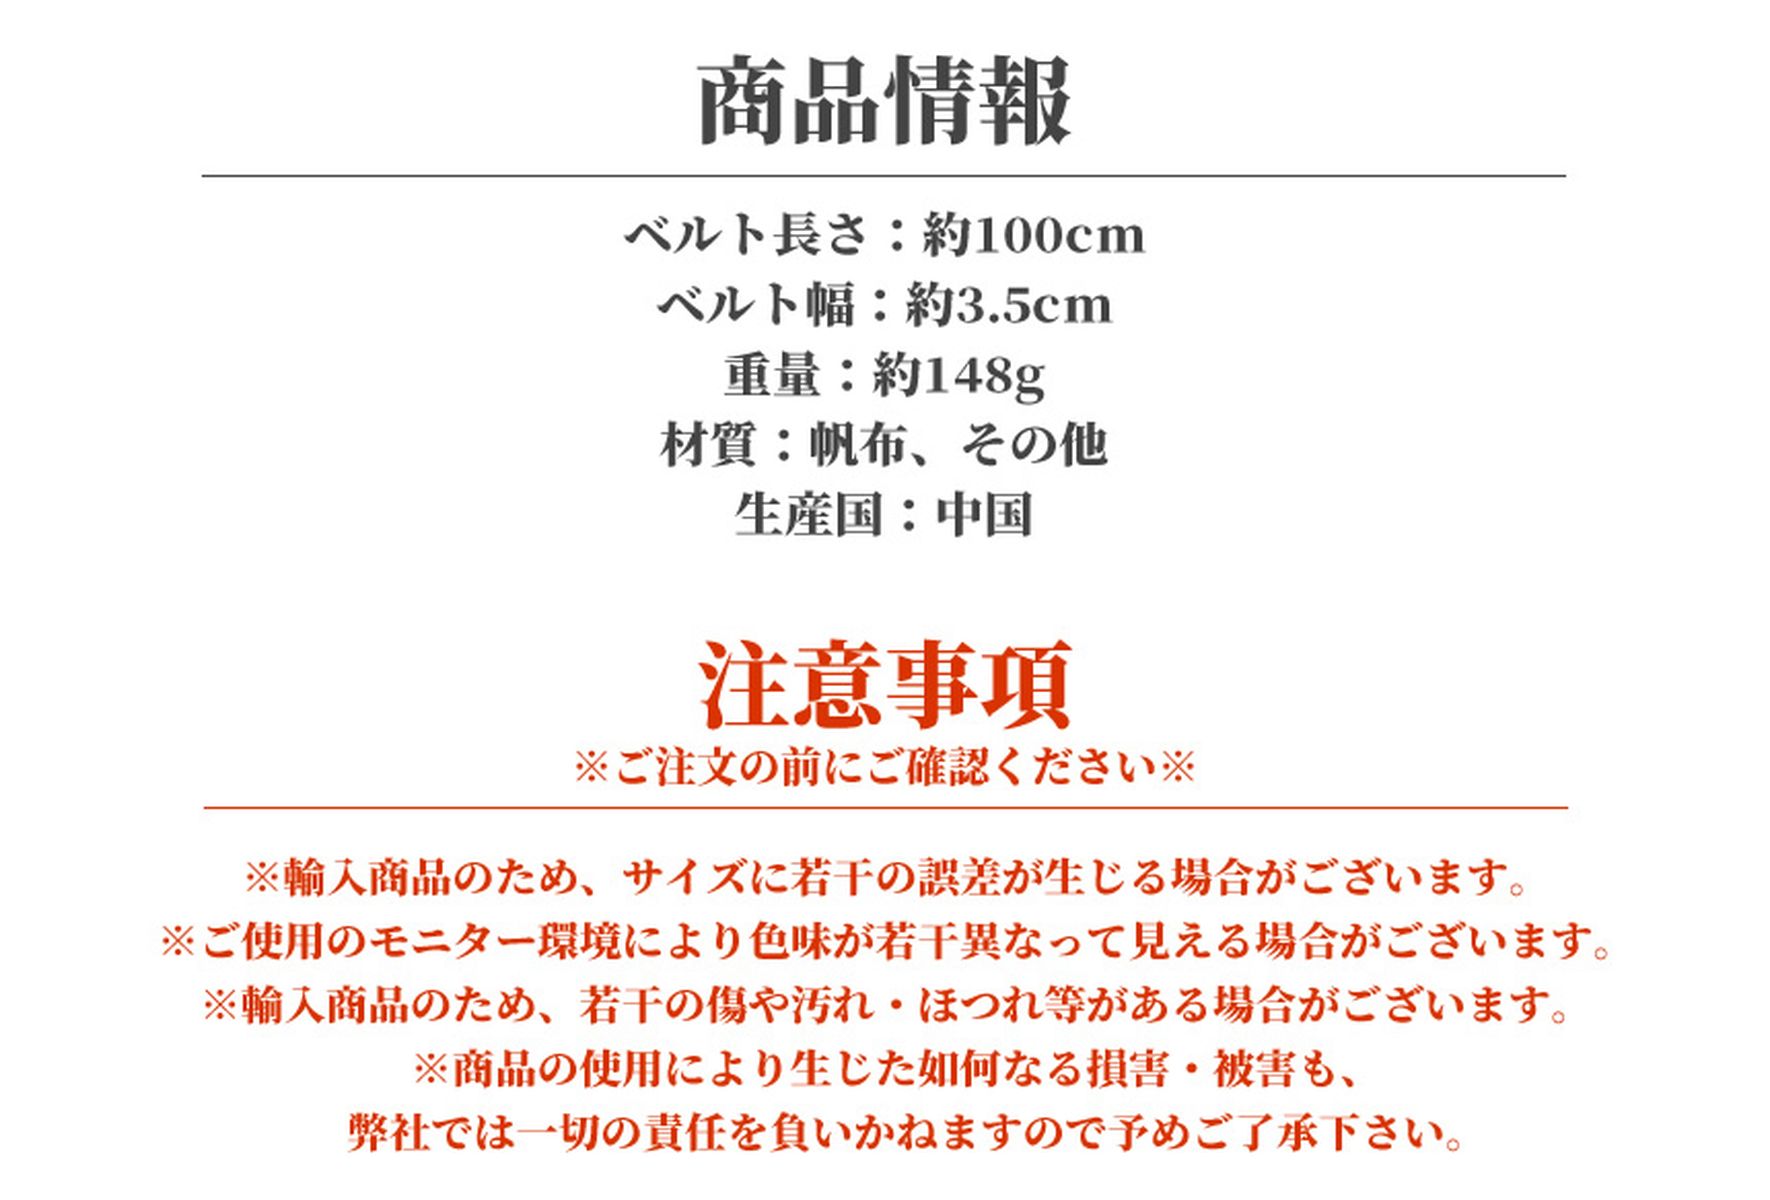 商品情報
ベルト長さ：約100cm
ベルト幅：約3.5cm
重量：約148g
材質：帆布、その他
生産国：中国
注意事項
※ご注文の前にご確認ください※
※輸入商品のため、サイズに若干の誤差が生じる場合がございます。
※ご使用のモニター環境により色味が若干異なって見える場合がございます。
※輸入商品のため、若干の傷や汚れ・ほつれ等がある場合がございます。
※商品の使用により生じた如何なる損害・被害も、
弊社では一切の責任を負いかねますので予めご了承下さい。